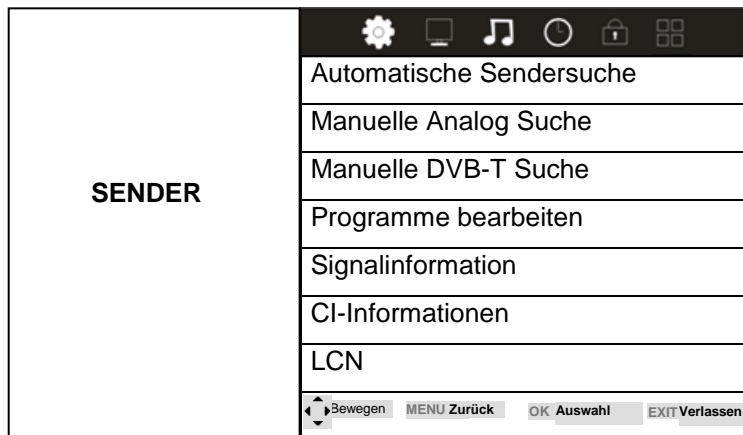 Automatische Sendersuche
Manuelle Analog Suche
Manuelle DVB-T Suche
SENDER
Programme bearbeiten
Signalinformation
CI-Informationen
LCN
Bewegen MENU Zurück OK Auswahl EXIT Verlassen